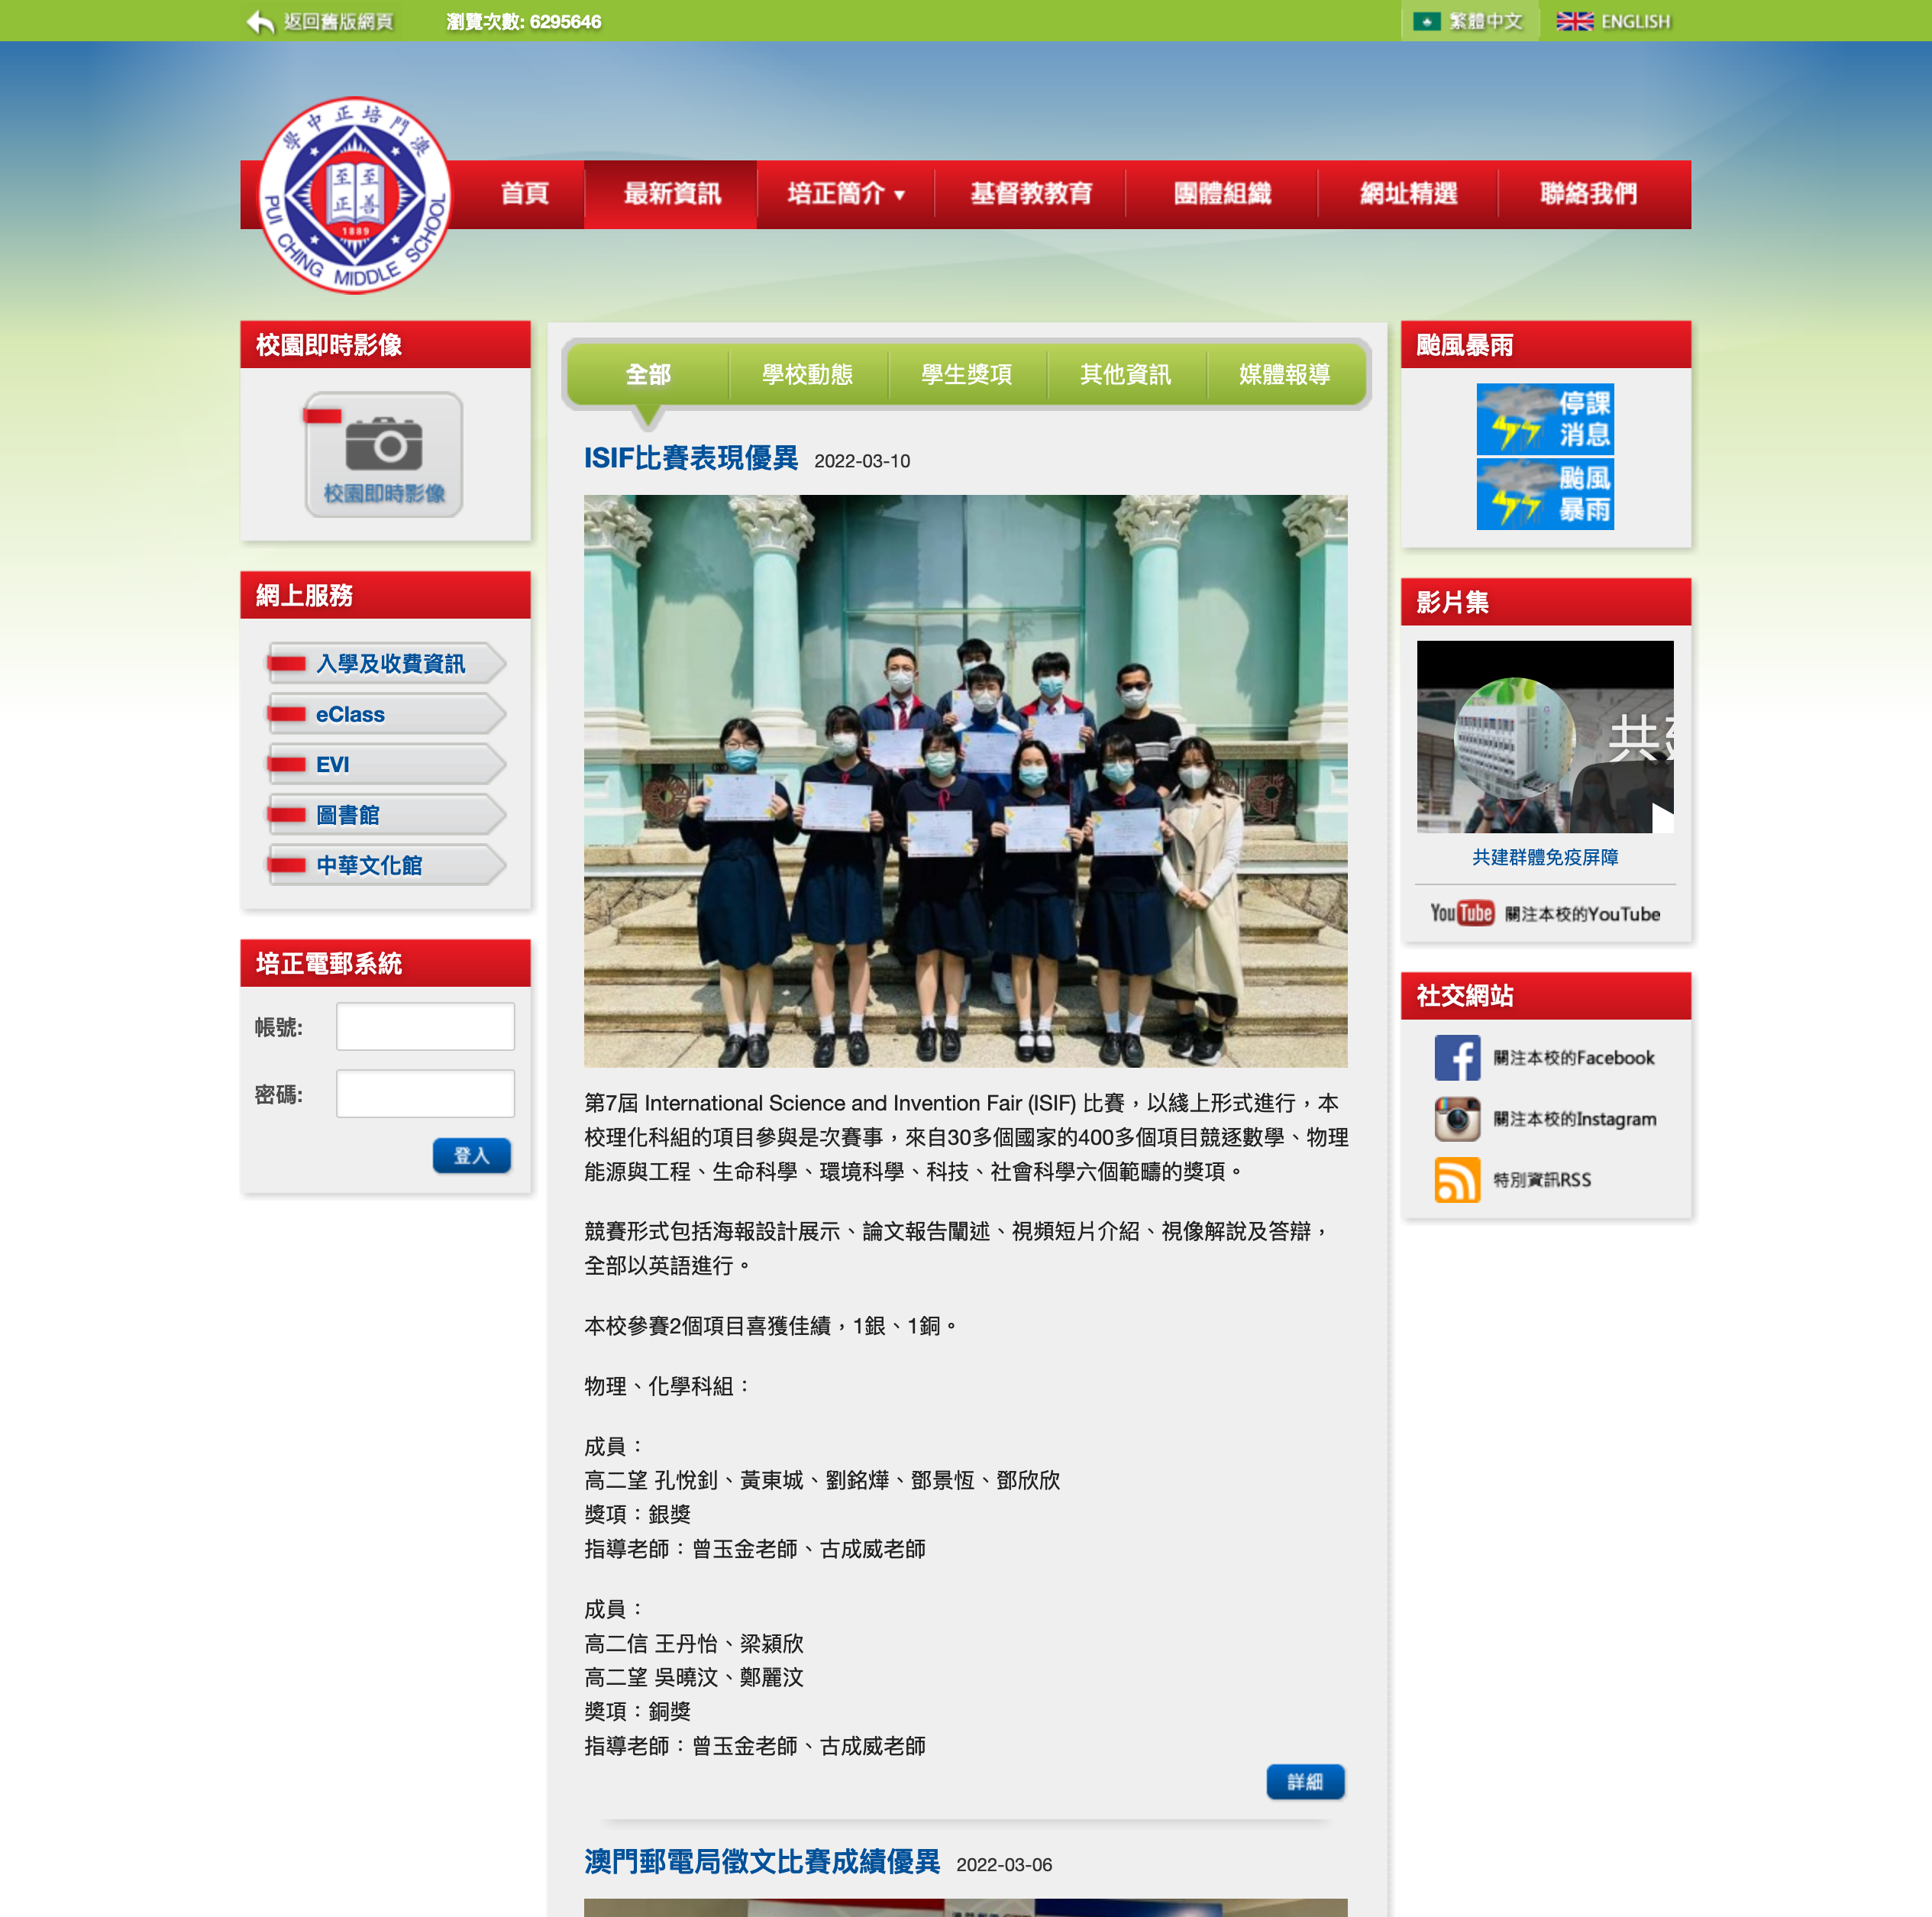 返回舊版網頁
瀏覽次數: 6295646
繁體中文
ENGLISH
澳門培正中學
至善至正
1889
PUI CHING MIDDLE SCHOOL
首頁
最新資訊
培正簡介
基督教教育
團體組織
網址精選
聯絡我們
校園即時影像
校園即時影像
網上服務
入學及收費資訊
eClass
EVI
圖書館
中華文化館
培正電郵系統
帳號:
密碼:
登入
全部
學校動態
學生獎項
其他資訊
媒體報導
ISIF比賽表現優異 2022-03-10
第7屆 International Science and Invention Fair (ISIF) 比賽，以綫上形式進行，本
校理化科組的項目參與是次賽事，來自30多個國家的400多個項目競逐數學、物理
能源與工程、生命科學、環境科學、科技、社會科學六個範疇的獎項。
競賽形式包括海報設計展示、論文報告闡述、視頻短片介紹、視像解說及答辯，
全部以英語進行。
本校參賽2個項目喜獲佳績，1銀、1銅。
物理、化學科組：
成員：
高二望 孔悅釗、黃東城、劉銘燁、鄧景恆、鄧欣欣
獎項：銀獎
指導老師：曾玉金老師、古成威老師
成員：
高二信 王丹怡、梁潁欣
高二望 吳曉汶、鄭麗汶
獎項：銅獎
指導老師：曾玉金老師、古成威老師
詳細
澳門郵電局徵文比賽成績優異 2022-03-06
颱風暴雨
停課
消息
颱風
暴雨
影片集
共建
共建群體免疫屏障
YouTube 關注本校的YouTube
社交網站
關注本校的Facebook
關注本校的Instagram
特別資訊RSS